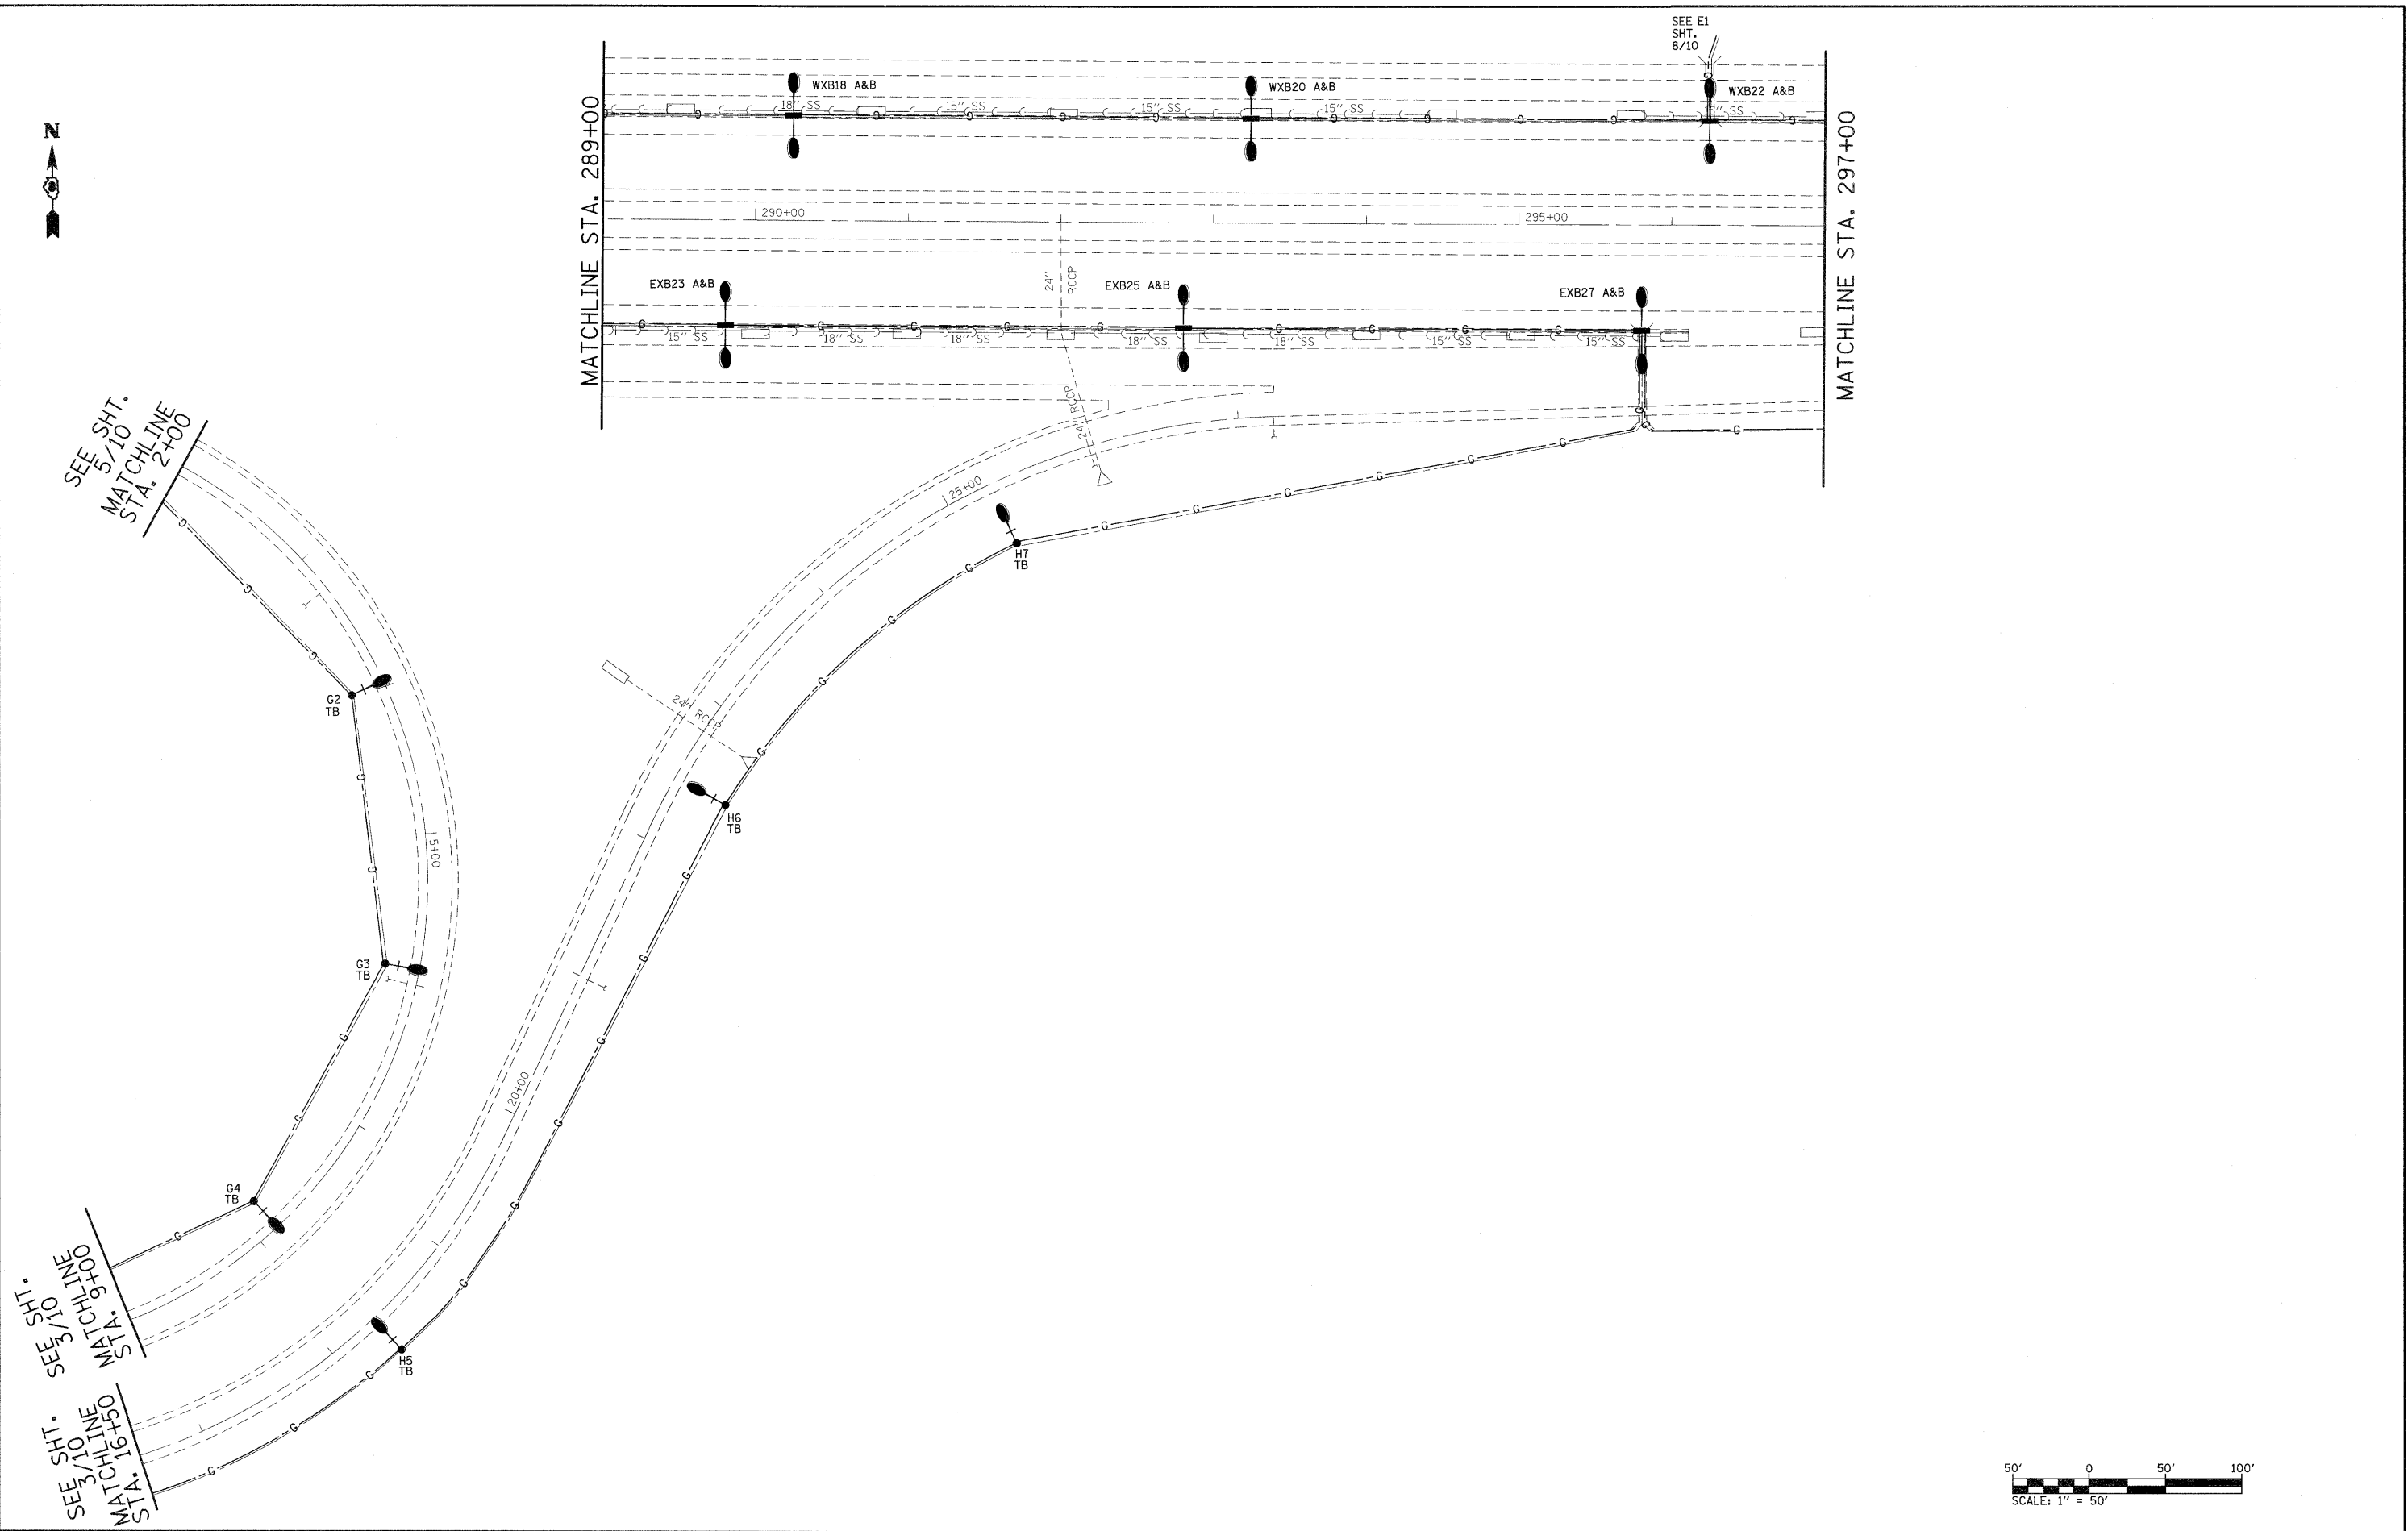 SEE E1
SHT.
8/10
N
WXB18 A&B
WXB20 A&B
WXB22 A&B
18" SS
15" SS
15" SS
15" SS
MATCHLINE STA. 289+00
MATCHLINE STA. 297+00
290+00
295+00
24"
RCCP
EXB23 A&B
EXB25 A&B
EXB27 A&B
15" SS
18" SS
18" SS
18" SS
18" SS
15" SS
15" SS
24" RCCP
SEE SHT.
5/10
MATCHLINE
STA. 2+00
25+00
H7
TB
G2
TB
24" RCCP
H6
TB
5+00
G3
TB
20+00
G4
TB
SEE SHT.
SEE 3/10
MATCHLINE
STA. 9+00
H5
TB
SEE SHT.
3/10
MATCHLINE
STA. 16+50
50' 0 50' 100'
SCALE: 1" = 50'